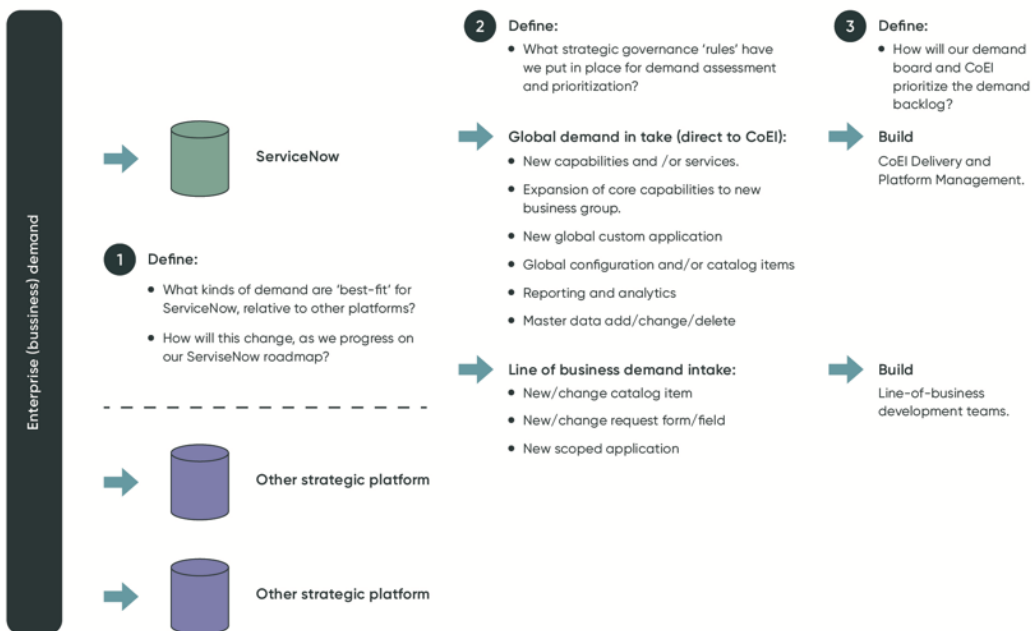 Enterprise (bussiness) demand
ServiceNow
1 Define:
• What kinds of demand are ‘best-fit’ for
ServiceNow, relative to other platforms?
• How will this change, as we progress on
our ServiseNow roadmap?
Other strategic platform
Other strategic platform
2 Define:
• What strategic governance ‘rules’ have
we put in place for demand assessment
and prioritization?
Global demand in take (direct to CoEI):
• New capabilities and /or services.
• Expansion of core capabilities to new
business group.
• New global custom application
• Global configuration and/or catalog items
• Reporting and analytics
• Master data add/change/delete
Line of business demand intake:
• New/change catalog item
• New/change request form/field
• New scoped application
3 Define:
• How will our demand
board and CoEI
prioritize the demand
backlog?
Build
CoEI Delivery and
Platform Management.
Build
Line-of-business
development teams.